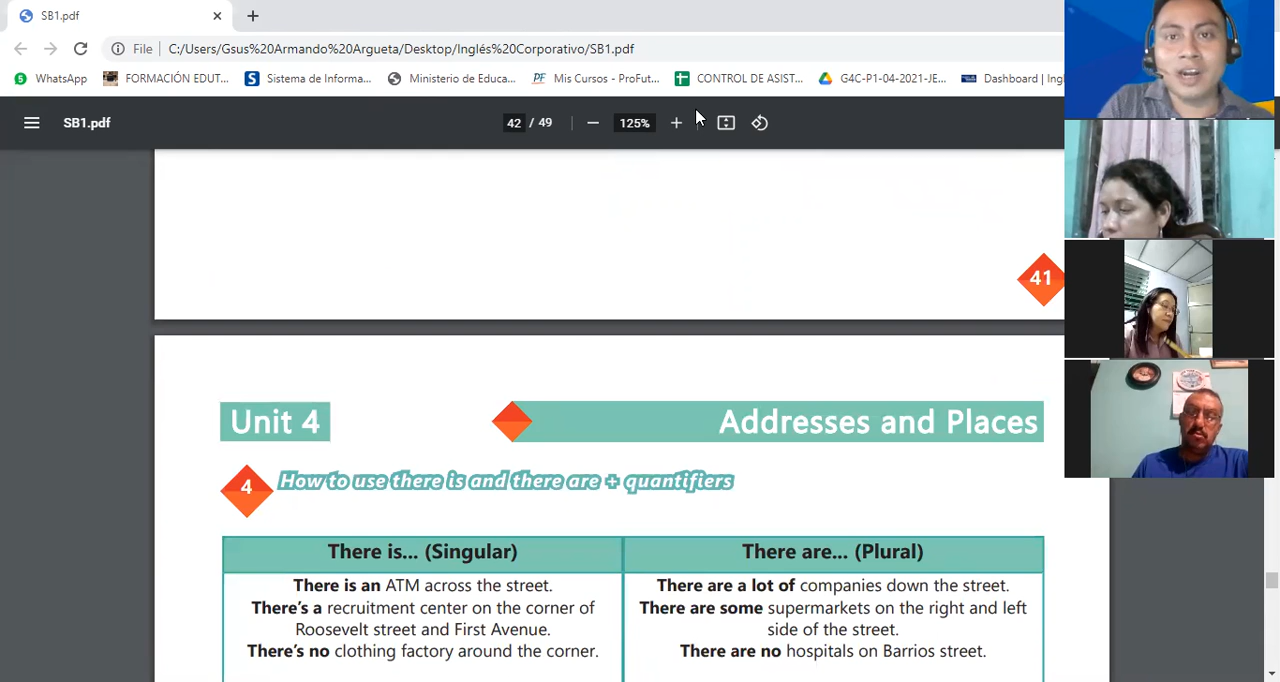 SB1.pdf
File C:/Users/Gsus%20Armando%20Argueta/Desktop/Inglés%20Corporativo/SB1.pdf
WhatsApp FORMACIÓN EDUT... Sistema de Informa... Ministerio de Educa... Mis Cursos - ProFut... CONTROL DE ASIST... G4C-P1-04-2021-JE... Dashboard | Ingl
SB1.pdf 42 / 49 125%
41
Unit 4 Addresses and Places
4 How to use there is and there are + quantifiers
There is... (Singular)
There is an ATM across the street.
There's a recruitment center on the corner of
Roosevelt street and First Avenue.
There's no clothing factory around the corner.
There are... (Plural)
There are a lot of companies down the street.
There are some supermarkets on the right and left
side of the street.
There are no hospitals on Barrios street.